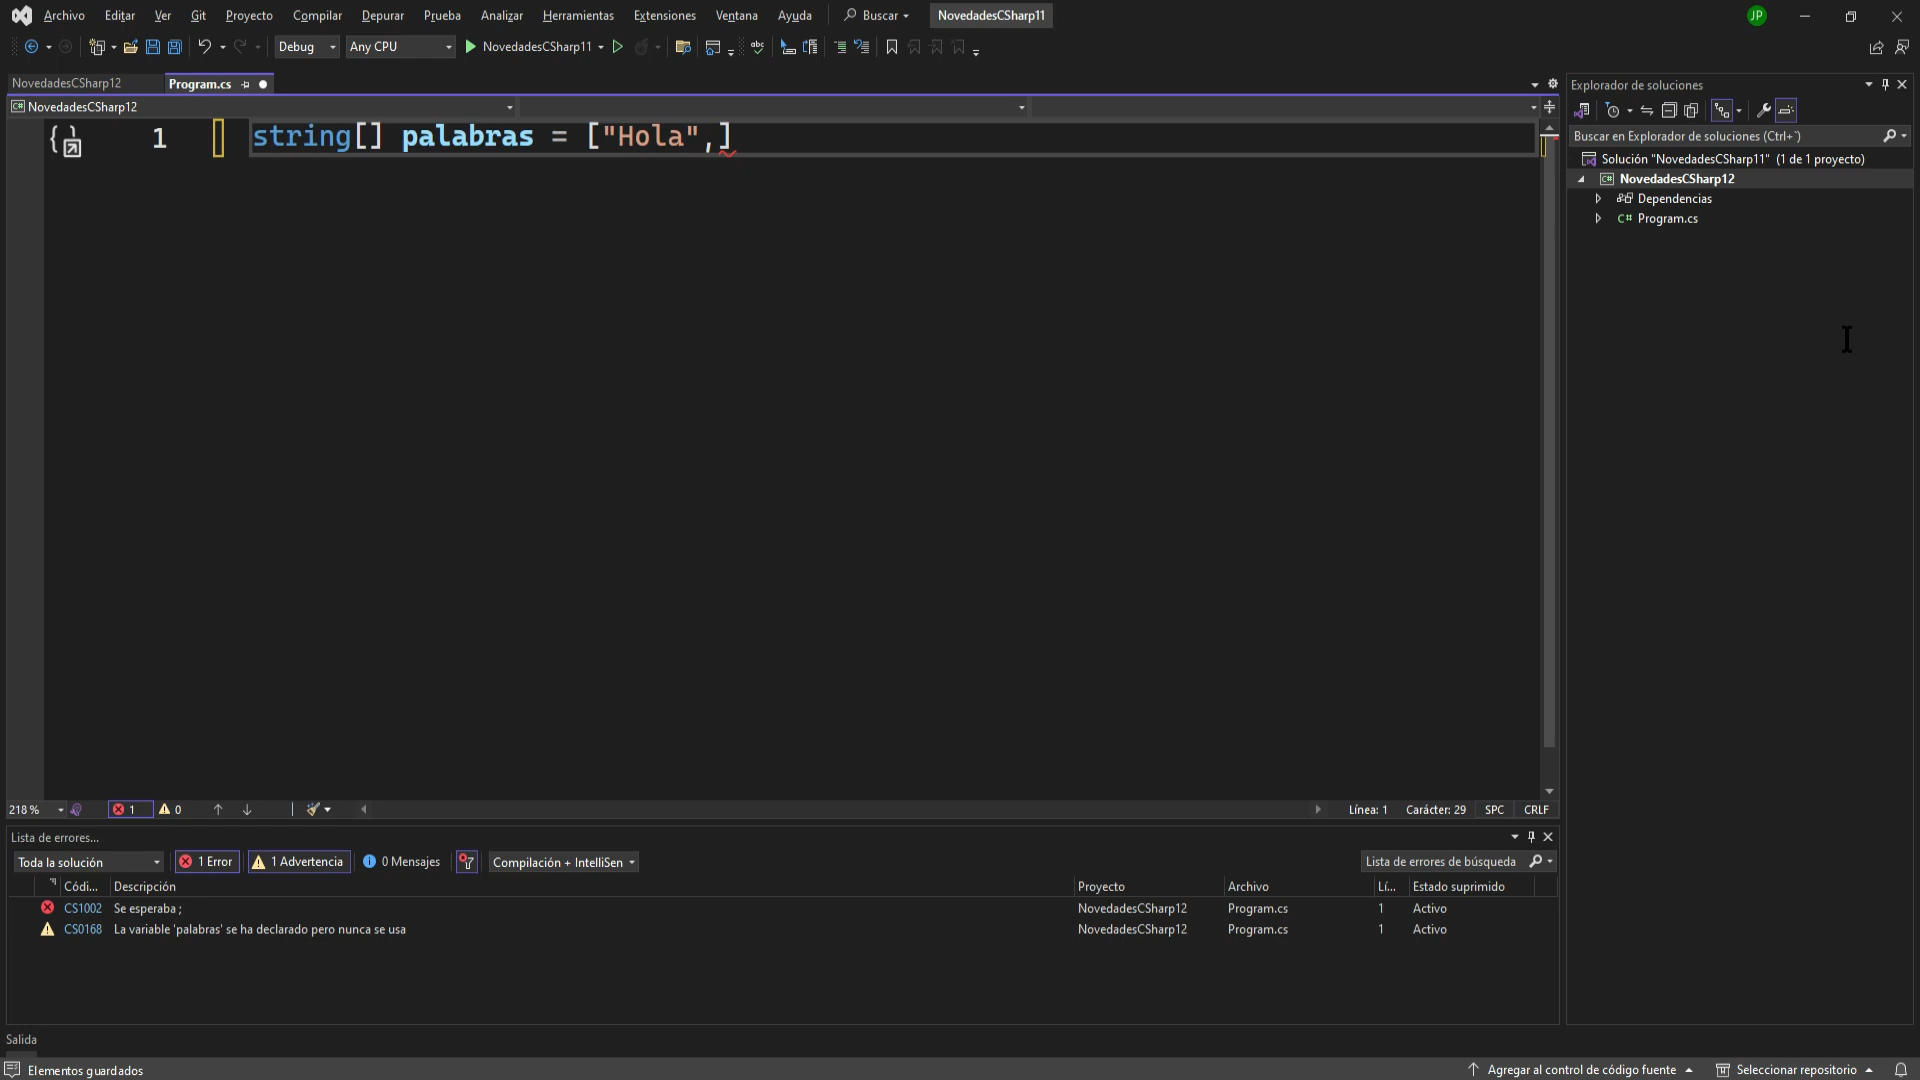 Archivo Editar Ver Git Proyecto Compilar Depurar Prueba Analizar Herramientas Extensiones Ventana Ayuda Buscar NovedadesCSharp11 JP
Debug Any CPU NovedadesCSharp11
NovedadesCSharp12 Program.cs
NovedadesCSharp12
1 string[] palabras = ["Hola",]
Explorador de soluciones
Buscar en Explorador de soluciones (Ctrl+`)
Solución "NovedadesCSharp11" (1 de 1 proyecto)
NovedadesCSharp12
Dependencias
C# Program.cs
218 % 1 0 Línea: 1 Carácter: 29 SPC CRLF
Lista de errores...
Toda la solución 1 Error 1 Advertencia 0 Mensajes Compilación + IntelliSen Lista de errores de búsqueda
Códi... Descripción Proyecto Archivo Lí... Estado suprimido
CS1002 Se esperaba ; NovedadesCSharp12 Program.cs 1 Activo
CS0168 La variable 'palabras' se ha declarado pero nunca se usa NovedadesCSharp12 Program.cs 1 Activo
Salida
Elementos guardados Agregar al control de código fuente Seleccionar repositorio